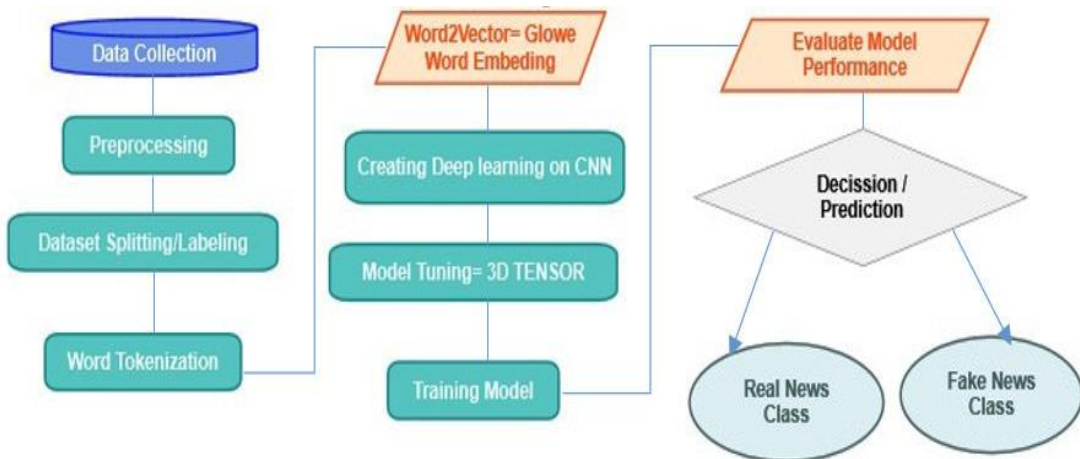 Data Collection
Preprocessing
Dataset Splitting/Labeling
Word Tokenization
Word2Vector= Glowe
Word Embeding
Creating Deep learning on CNN
Model Tuning= 3D TENSOR
Training Model
Evaluate Model
Performance
Decission /
Prediction
Real News
Class
Fake News
Class